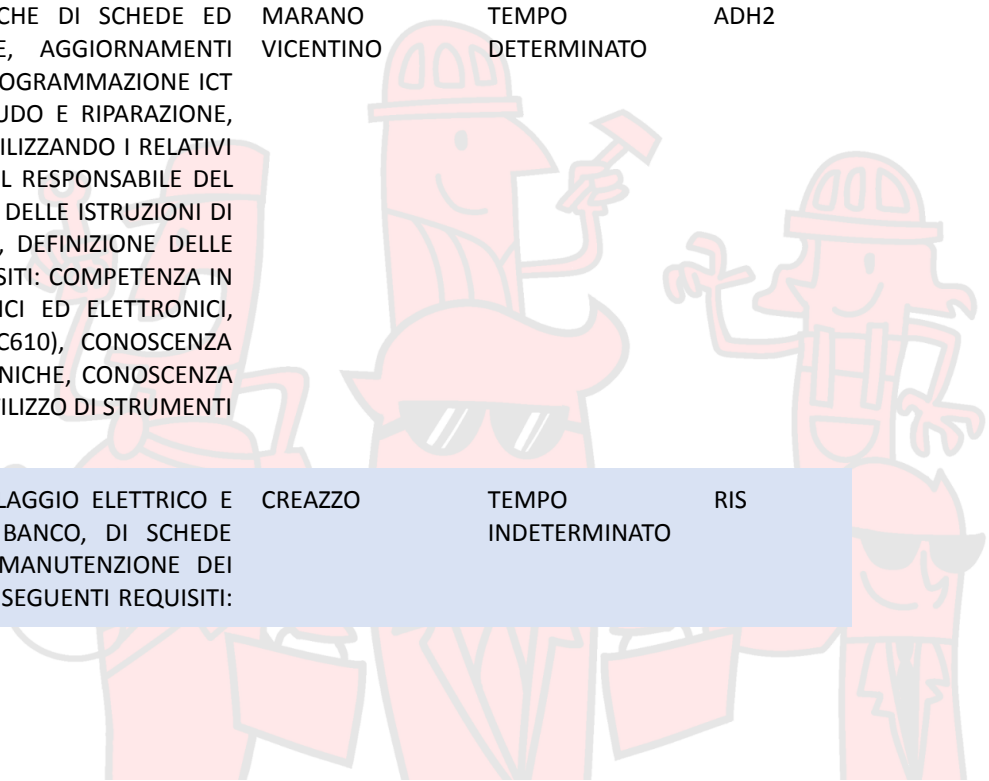 CHE DI SCHEDE ED MARANO TEMPO ADH2
E, AGGIORNAMENTI VICENTINO DETERMINATO
OGRAMMAZIONE ICT
UDO E RIPARAZIONE,
ILIZZANDO I RELATIVI
L RESPONSABILE DEL
DELLE ISTRUZIONI DI
, DEFINIZIONE DELLE
SITI: COMPETENZA IN
ICI ED ELETTRONICI,
C610), CONOSCENZA
NICHE, CONOSCENZA
TILIZZO DI STRUMENTI
LAGGIO ELETTRICO E CREAZZO TEMPO RIS
BANCO, DI SCHEDE INDETERMINATO
MANUTENZIONE DEI
SEGUENTI REQUISITI: